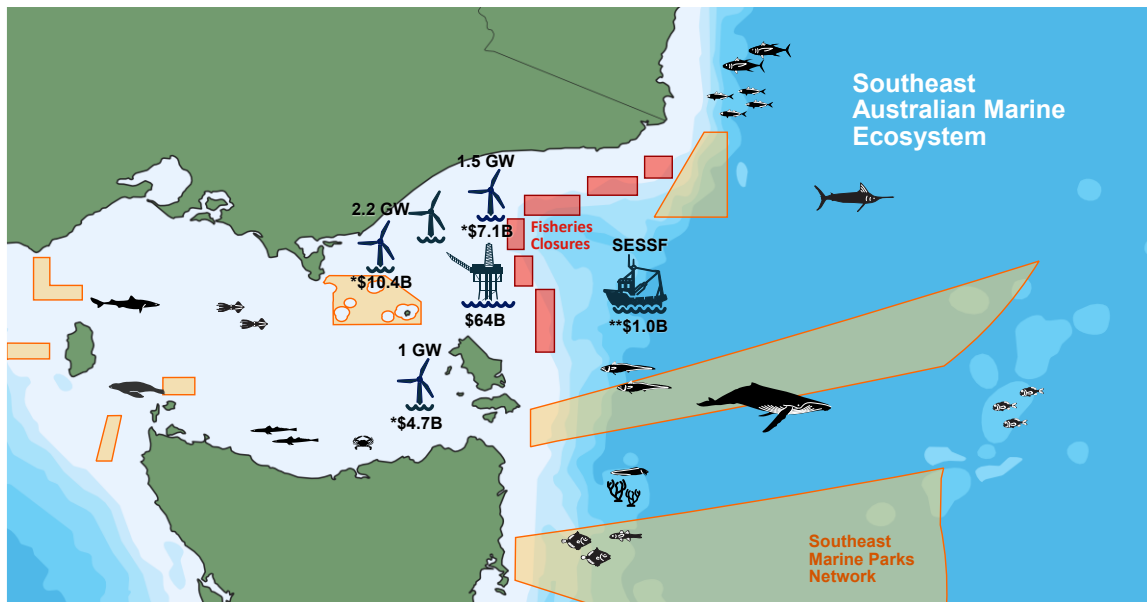 Southeast
Australian Marine
Ecosystem
1.5 GW
2.2 GW
*$7.1B
Fisheries
Closures
SESSF
*$10.4B
$64B
**$1.0B
1 GW
*$4.7B
Southeast
Marine Parks
Network